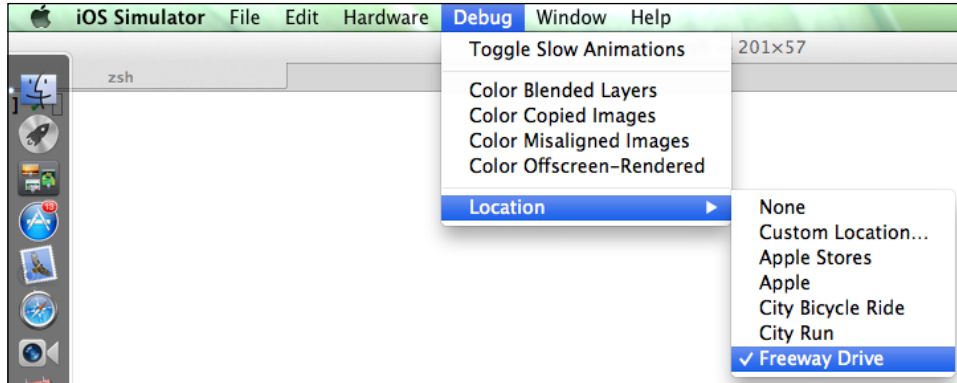 iOS Simulator File Edit Hardware Debug Window Help
Toggle Slow Animations
201×57
zsh
Color Blended Layers
Color Copied Images
Color Misaligned Images
Color Offscreen-Rendered
Location
None
Custom Location...
Apple Stores
Apple
City Bicycle Ride
City Run
✓ Freeway Drive
13